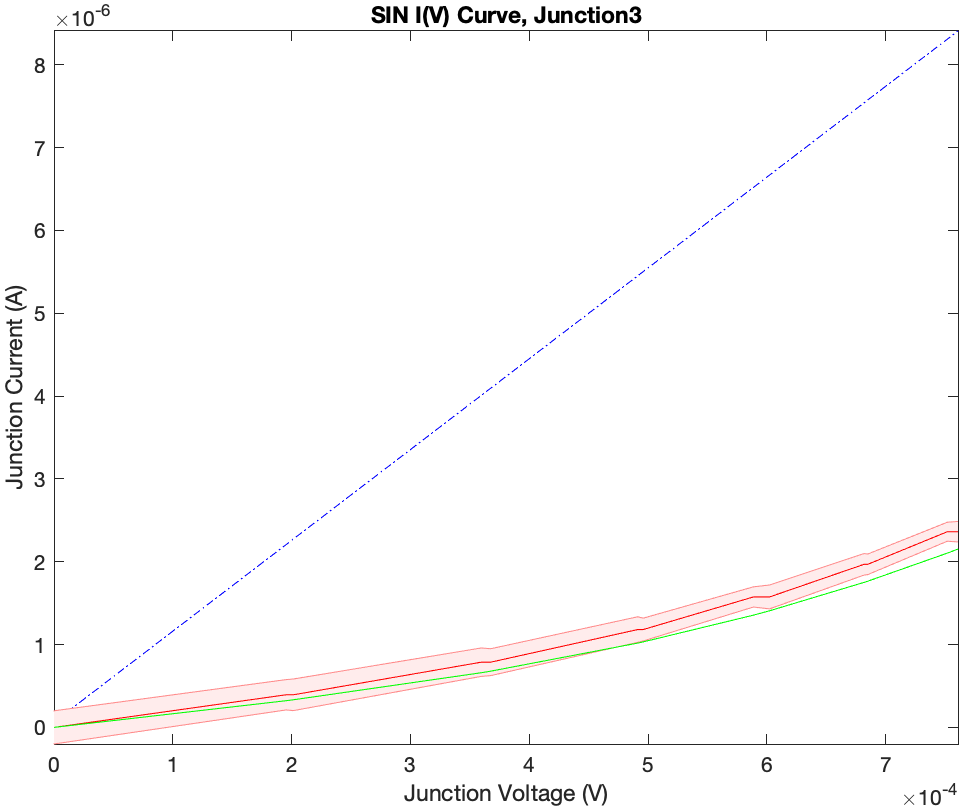 SIN I(V) Curve, Junction3
×10-6
8
7
6
5
4
3
2
1
0
Junction Current (A)
0 1 2 3 4 5 6 7
Junction Voltage (V)
×10-4